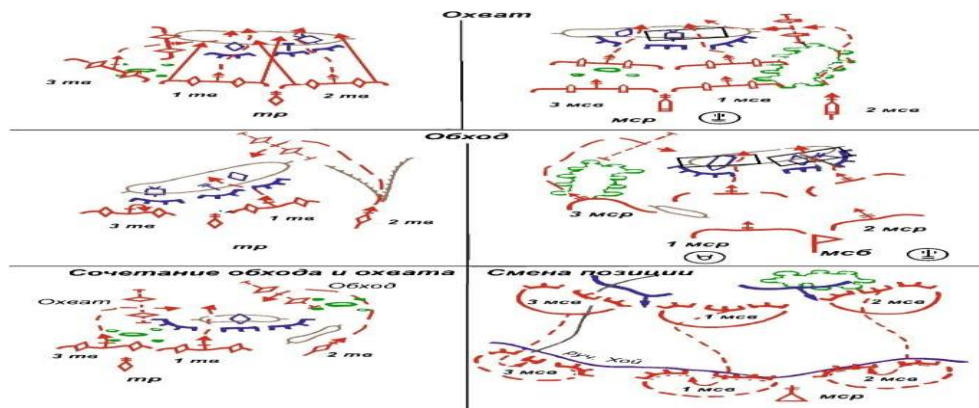 Охват
3 тв
1 тв
2 тв
тр
3 мсв
1 мсв
2 мсв
мср
Обход
3 тв
1 тв
2 тв
тр
3 мср
1 мср
2 мср
мсб
Сочетание обхода и охвата
Охват
Обход
3 тв
1 тв
2 тв
тр
Смена позиции
3 мсв
1 мсв
2 мсв
руч. Хой
3 мсв
1 мсв
2 мсв
мср